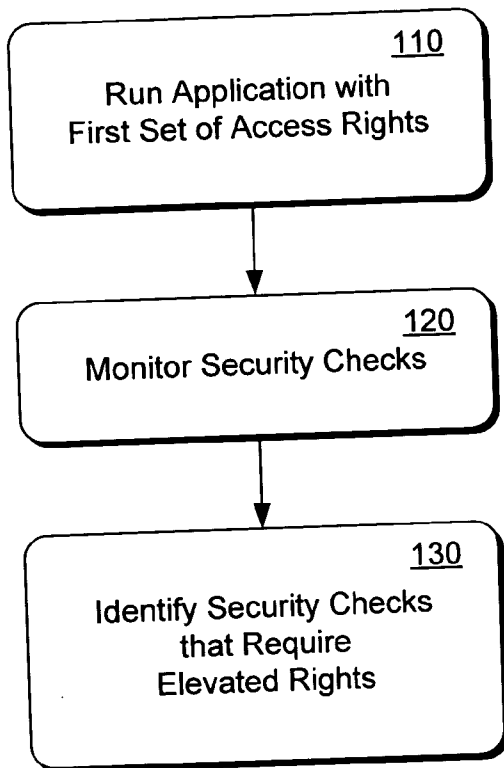 110
Run Application with
First Set of Access Rights
120
Monitor Security Checks
130
Identify Security Checks
that Require
Elevated Rights